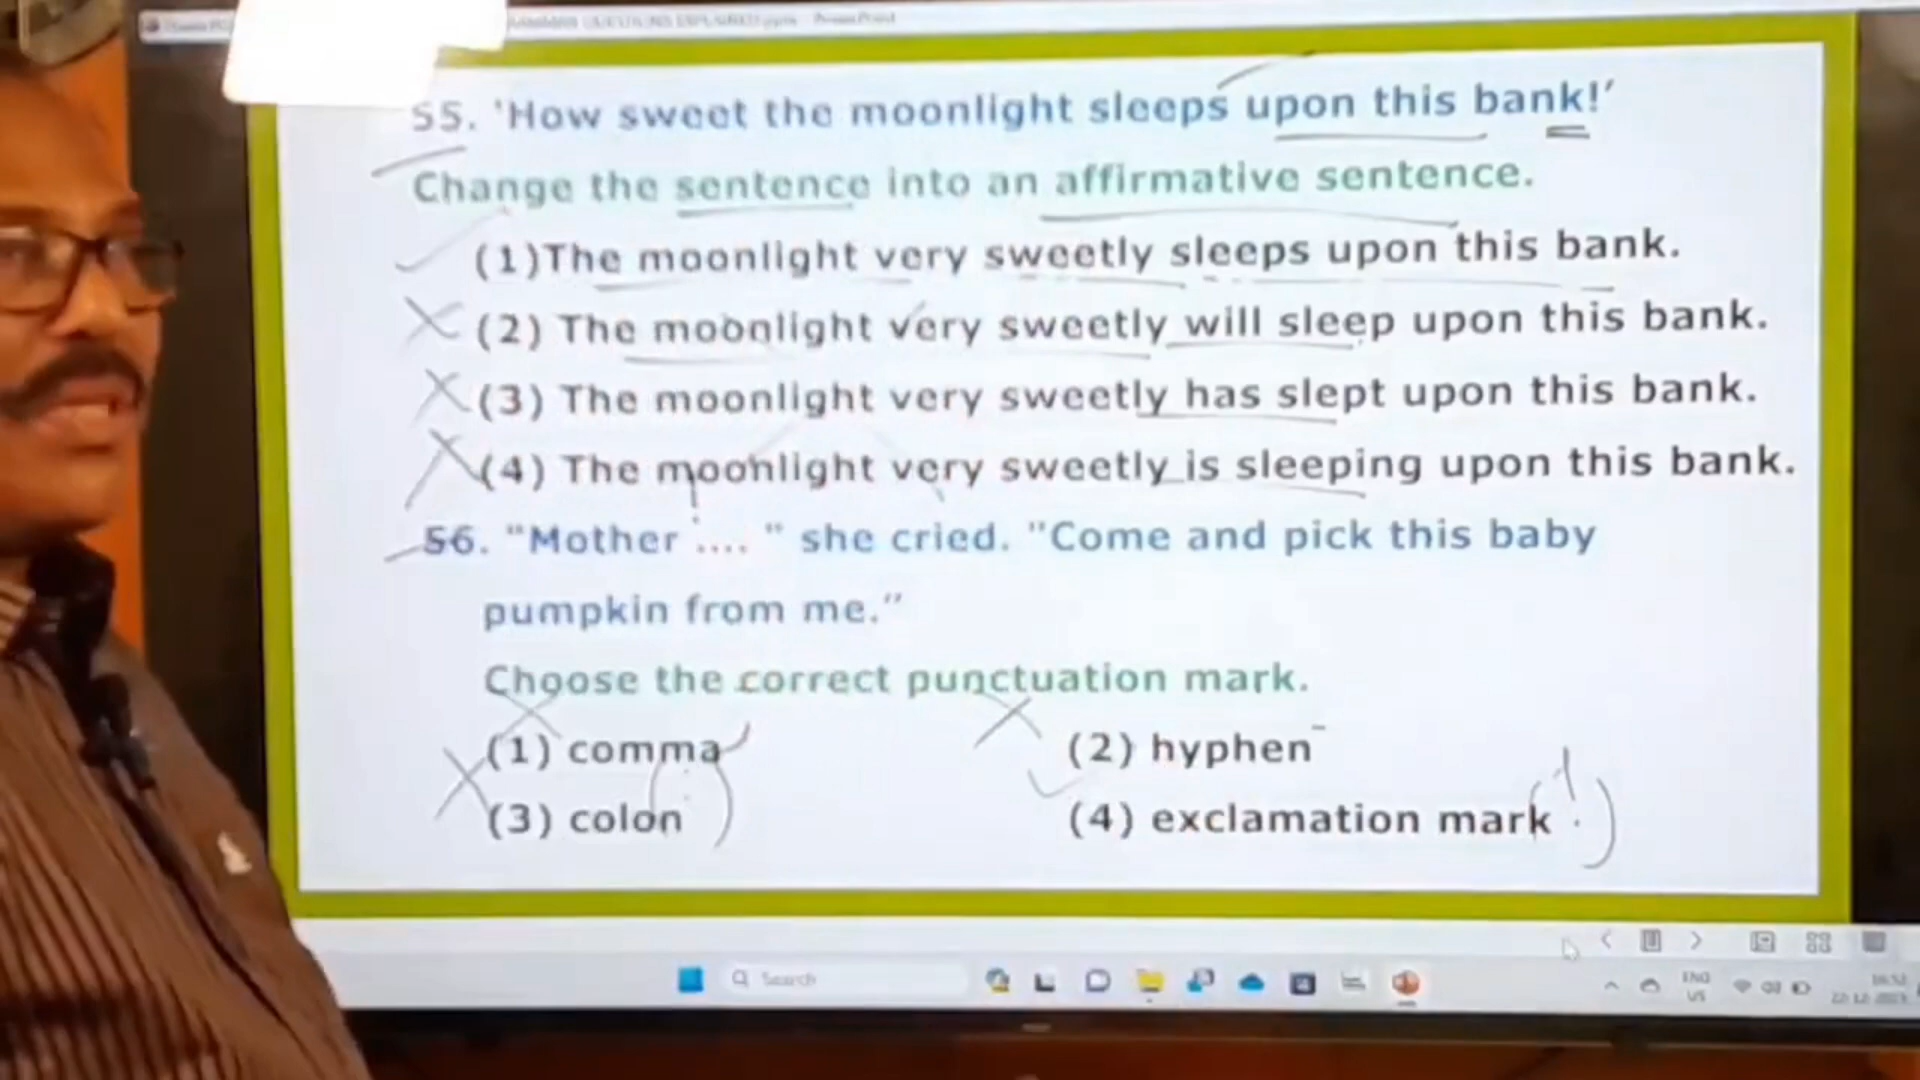 PowerPoint
55. 'How sweet the moonlight sleeps upon this bank!'
Change the sentence into an affirmative sentence.
(1)The moonlight very sweetly sleeps upon this bank.
(2) The moonlight very sweetly will sleep upon this bank.
(3) The moonlight very sweetly has slept upon this bank.
(4) The moonlight very sweetly is sleeping upon this bank.
56. "Mother .... " she cried. "Come and pick this baby
pumpkin from me."
Choose the correct punctuation mark.
(1) comma (2) hyphen
(3) colon (4) exclamation mark
Search
ENG
US